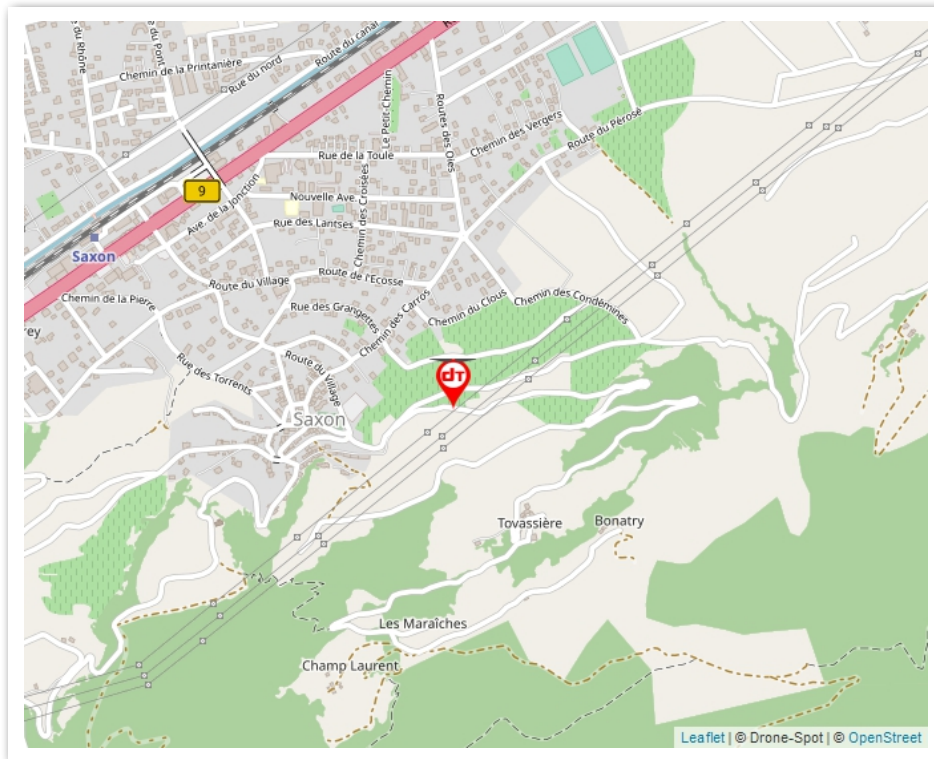 Rue du Rhône
du Pont
Route du canal
Chemin de la Printanière
Rue du nord
Le Petit-Chemin
Routes des Oies
Chemin des Vergers
Route du Pérosé
Rue de la Toule
9
Nouvelle Ave.
Ave. de la Jonction
Chemin des Croisées
Rue des Lantses
Saxon
Route du Village
Route de l'Ecosse
Chemin de la Pierre
Rue des Grangettes
Chemin des Carros
Chemin du Clous
Chemin des Condémines
rey
Rue des Torrents
Route du Village
DT
Saxon
Tovassière
Bonatry
Les Maraîches
Champ Laurent
Leaflet | © Drone-Spot | © OpenStreet